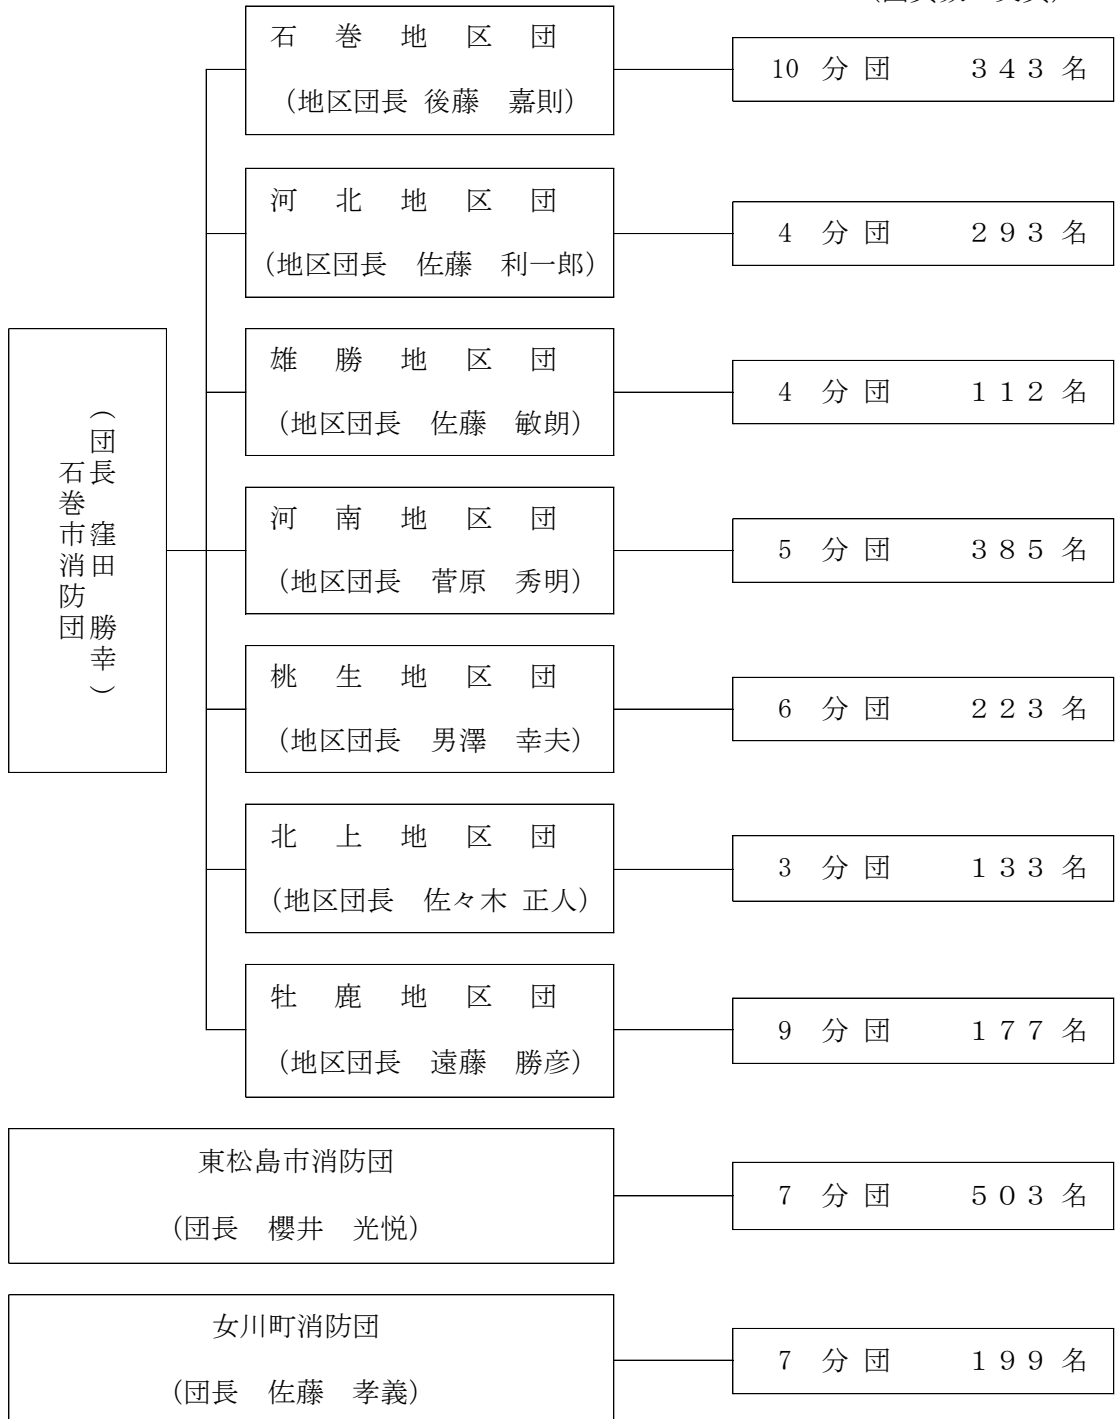 石巻地区団
(地区団長 後藤 嘉則)
10 分団 343 名
河北地区団
(地区団長 佐藤 利一郎)
4 分団 293 名
雄勝地区団
(地区団長 佐藤 敏朗)
4 分団 112 名
石巻市消防団
(団長 窪田 勝幸)
河南地区団
(地区団長 菅原 秀明)
5 分団 385 名
桃生地区団
(地区団長 男澤 幸夫)
6 分団 223 名
北上地区団
(地区団長 佐々木 正人)
3 分団 133 名
牡鹿地区団
(地区団長 遠藤 勝彦)
9 分団 177 名
東松島市消防団
(団長 櫻井 光悦)
7 分団 503 名
女川町消防団
(団長 佐藤 孝義)
7 分団 199 名